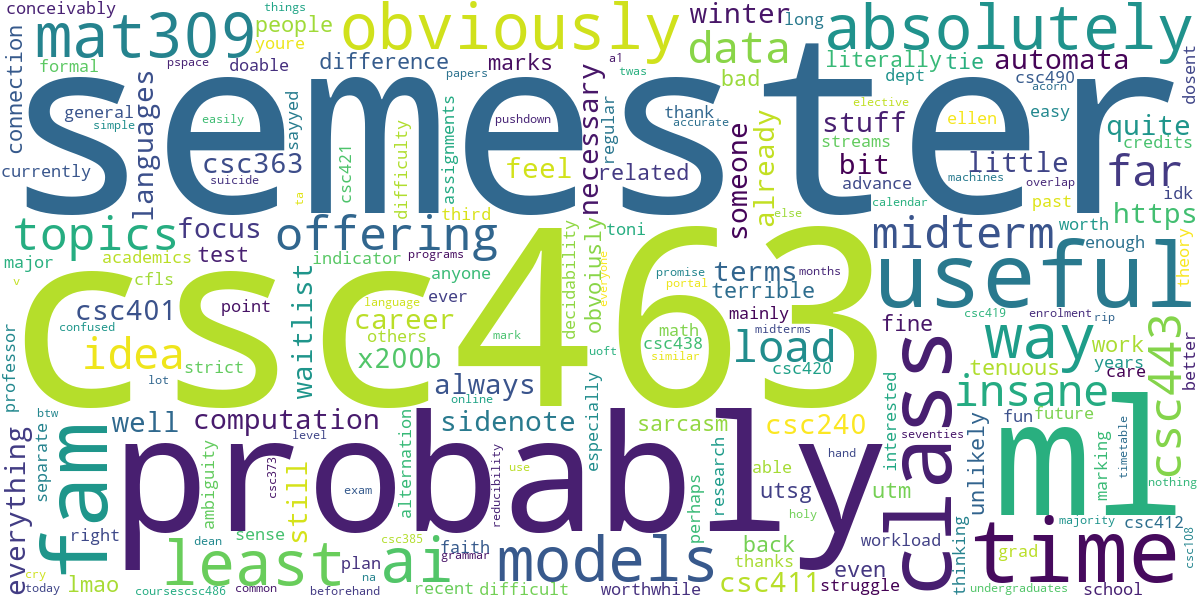 conceivably
things
mat309
people
youre
obviously
winter
long
data
absolutely
formal
pspace
doable
difference
marks
a1
twas
literally
tie
automata
dept
csc490
acorn
dosent
connection
general
simple
languages
easily
sayyed
papers
bad
elective
ellen
easy
semester
pushdown
necessary
regular
thank
accurate
stuff
streams
quite
credits
currently
csc363
suicide
csc421
difficulty
assignments
feel
related
someone
already
bit
advance
little
machines
overlap
far
past
idk
ta
else
calendar
https
topics
focus
offering
third
midterm
worth
enough
theory
major
academics
test
indicator
programs
anyone
decidability
obvoiusly
toni
everyone
terms
promise
portal
months
useful
v
cfls
csc401
point
waitlist
language
ever
terrible
mainly
csc419
enrolment
rip
csc463
confused
idea
lot
strict
career
others
mark
x200b
math
csc438
uoft
similar
midterms
load
csc420
fine
way
work
years
tenuous
care
csc443
better
professor
always
online
class
insane
btw
well
computation
sidenote
especially
sarcasm
csc240
interested
seventies
fun
future
everything
separate
fam
probably
level
csc373
still
alternation
able
hand
unlikely
ml
marking
timetable
majority
nothing
ambiguity
exam
reducibility
use
perhaps
research
utsg
holy
utm
csc412
csc108
right
sense
dean
csc385
grammar
faith
models
back
workload
thinking
grad
time
cry
today
lmao
least
plan
na
ai
recent
difficult
worthwhile
thanks
csc411
even
struggle
undergraduates
school
coursescsc486
common
beforehand